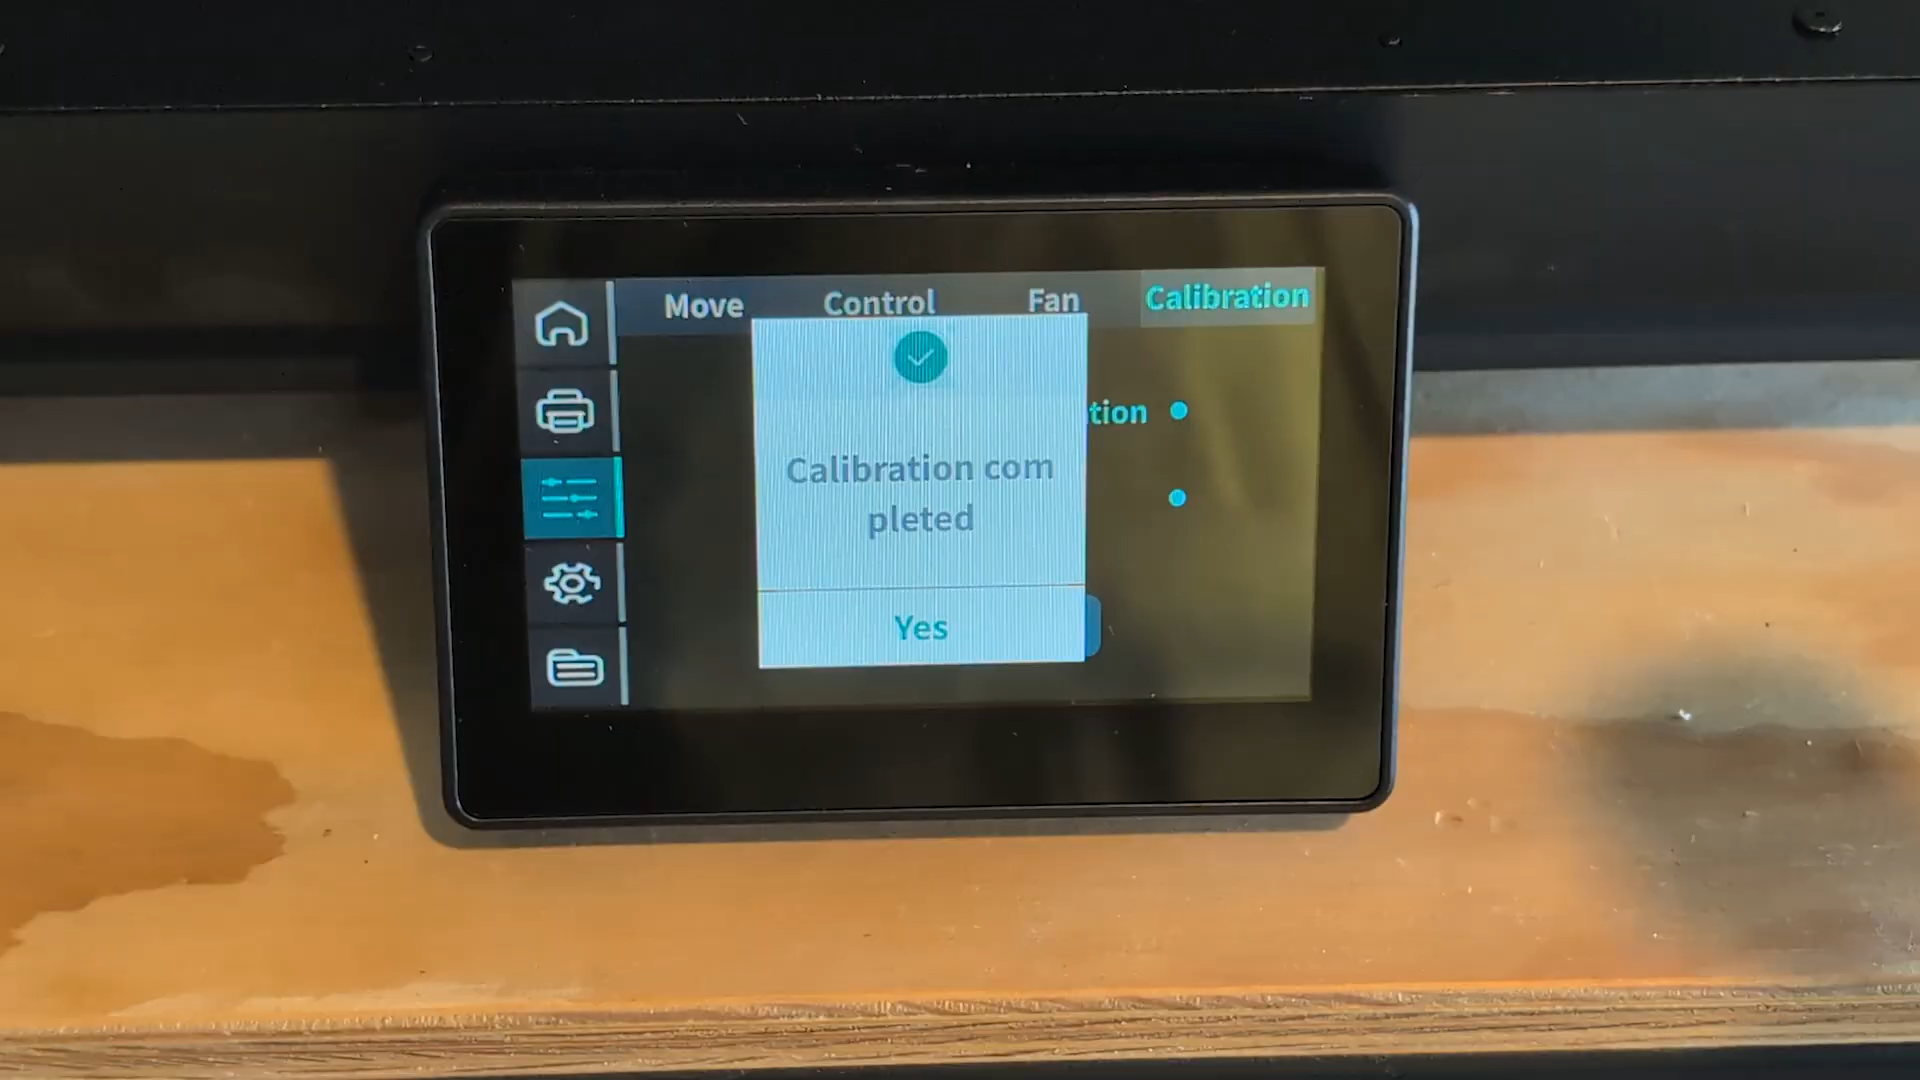 Move Control Fan Calibration
tion
Calibration com
pleted
Yes